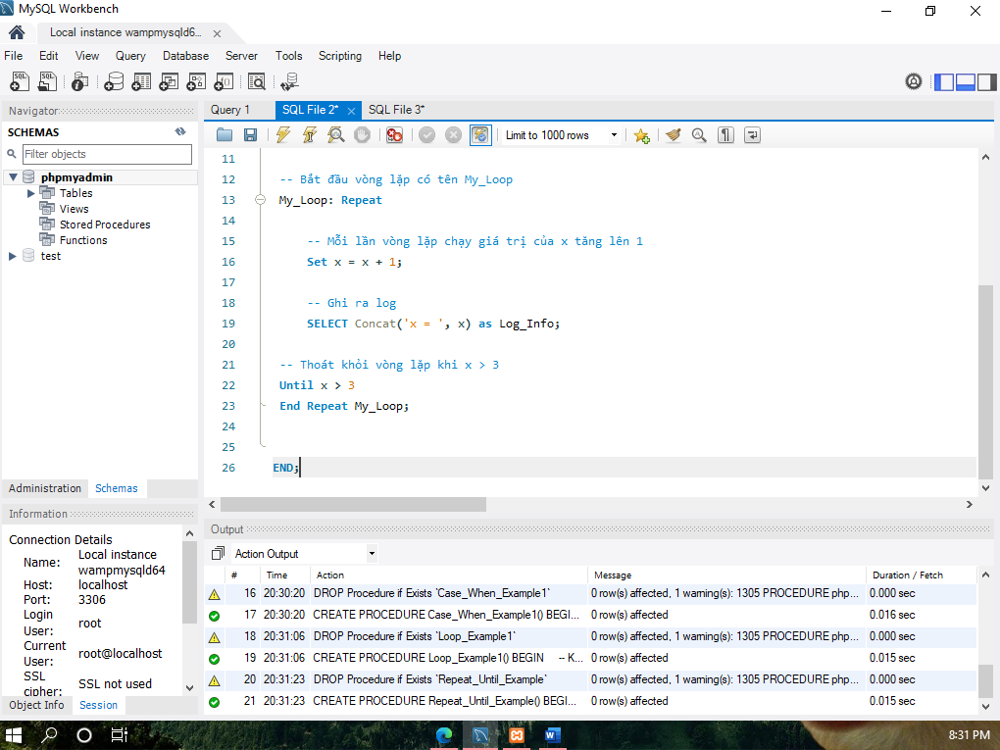 MySQL Workbench
Local instance wampmysqld6...
File Edit View Query Database Server Tools Scripting Help
Navigator
SCHEMAS
Filter objects
phpmyadmin
Tables
Views
Stored Procedures
Functions
test
Administration Schemas
Information
Connection Details
Name: Local instance wampmysqld64
Host: localhost
Port: 3306
Login User: root
Current User: root@localhost
SSL cipher: SSL not used
Object Info Session
Query 1 SQL File 2* SQL File 3*
Limit to 1000 rows
11
12 -- Bắt đầu vòng lặp có tên My_Loop
13 My_Loop: Repeat
14
15 -- Mỗi lần vòng lặp chạy giá trị của x tăng lên 1
16 Set x = x + 1;
17
18 -- Ghi ra log
19 SELECT Concat('x = ', x) as Log_Info;
20
21 -- Thoát khỏi vòng lặp khi x > 3
22 Until x > 3
23 End Repeat My_Loop;
24
25
26 END;
Output
Action Output
# Time Action Message Duration / Fetch
16 20:30:20 DROP Procedure if Exists `Case_When_Example1` 0 row(s) affected, 1 warning(s): 1305 PROCEDURE php... 0.000 sec
17 20:30:20 CREATE PROCEDURE Case_When_Example1() BEGI... 0 row(s) affected 0.016 sec
18 20:31:06 DROP Procedure if Exists `Loop_Example1` 0 row(s) affected, 1 warning(s): 1305 PROCEDURE php... 0.000 sec
19 20:31:06 CREATE PROCEDURE Loop_Example1() BEGIN -- K... 0 row(s) affected 0.015 sec
20 20:31:23 DROP Procedure if Exists `Repeat_Until_Example` 0 row(s) affected, 1 warning(s): 1305 PROCEDURE php... 0.000 sec
21 20:31:23 CREATE PROCEDURE Repeat_Until_Example() BEGI... 0 row(s) affected 0.015 sec
8:31 PM